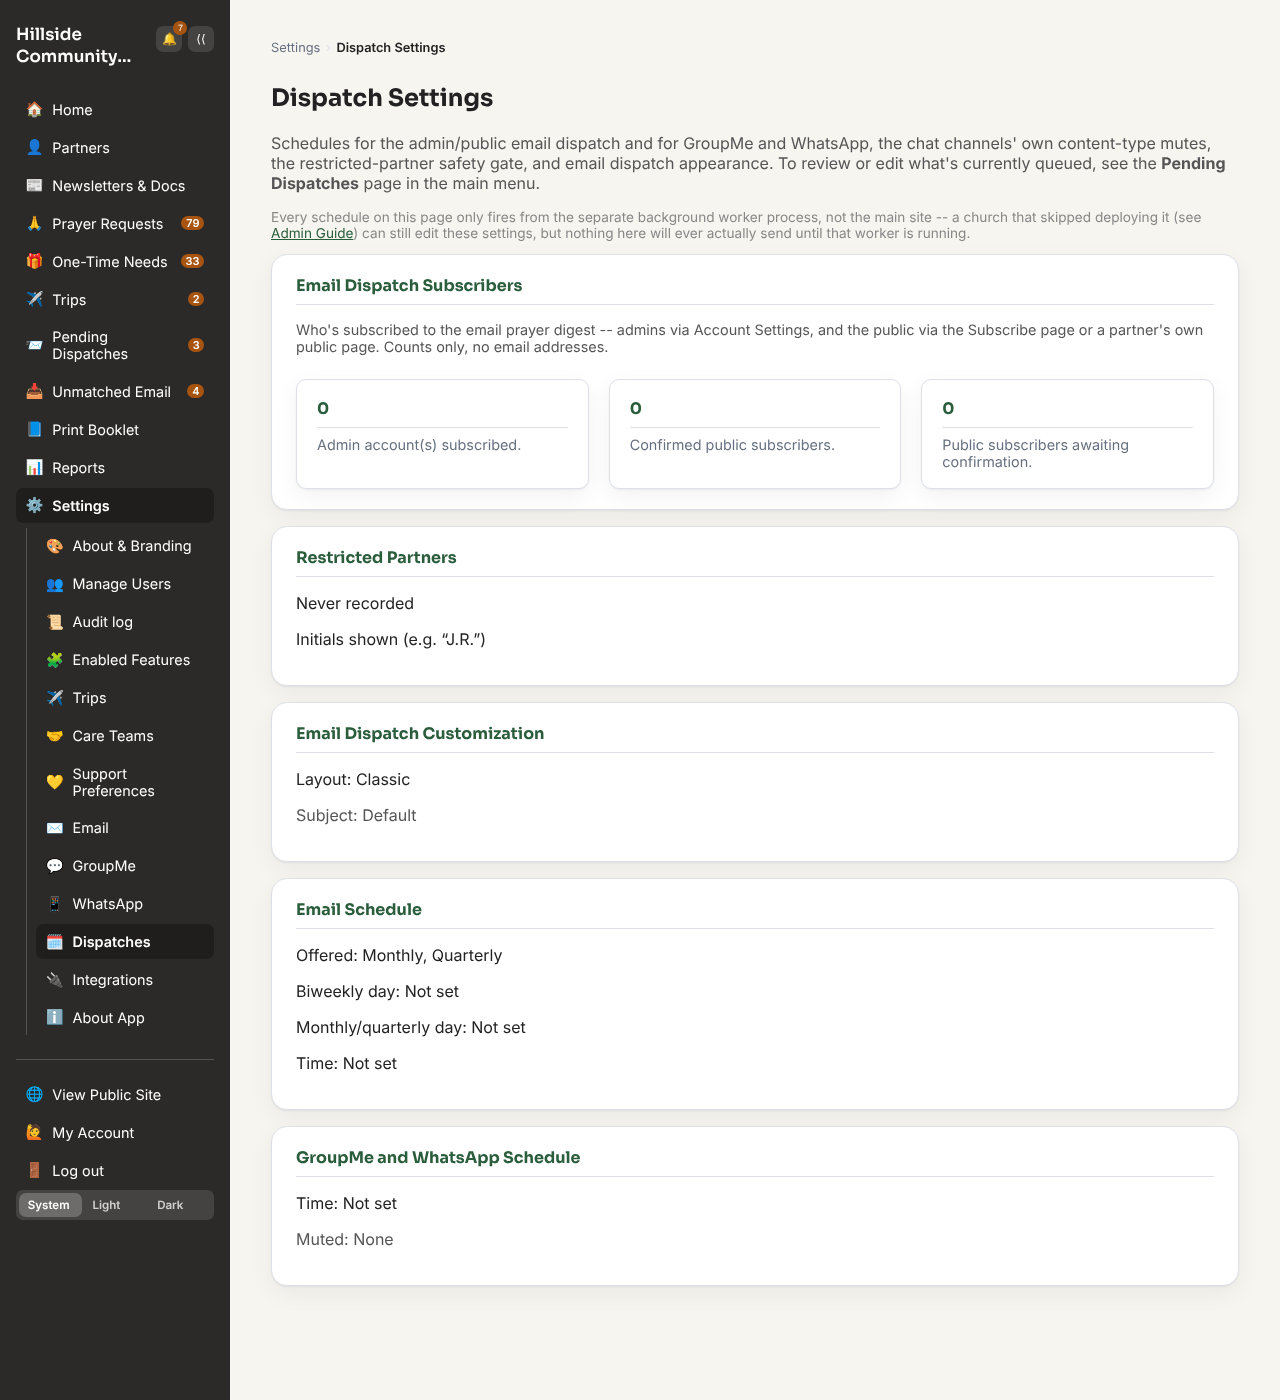 Hillside
Community...
7
⟨⟨
Home
Partners
Newsletters & Docs
Prayer Requests 79
One-Time Needs 33
Trips 2
Pending
Dispatches 3
Unmatched Email 4
Print Booklet
Reports
Settings
About & Branding
Manage Users
Audit log
Enabled Features
Trips
Care Teams
Support
Preferences
Email
GroupMe
WhatsApp
Dispatches
Integrations
About App
View Public Site
My Account
Log out
System Light Dark
Settings › Dispatch Settings
Dispatch Settings
Schedules for the admin/public email dispatch and for GroupMe and WhatsApp, the chat channels' own content-type mutes,
the restricted-partner safety gate, and email dispatch appearance. To review or edit what's currently queued, see the Pending
Dispatches page in the main menu.
Every schedule on this page only fires from the separate background worker process, not the main site -- a church that skipped deploying it (see
Admin Guide) can still edit these settings, but nothing here will ever actually send until that worker is running.
Email Dispatch Subscribers
Who's subscribed to the email prayer digest -- admins via Account Settings, and the public via the Subscribe page or a partner's own
public page. Counts only, no email addresses.
0
Admin account(s) subscribed.
0
Confirmed public subscribers.
0
Public subscribers awaiting
confirmation.
Restricted Partners
Never recorded
Initials shown (e.g. “J.R.”)
Email Dispatch Customization
Layout: Classic
Subject: Default
Email Schedule
Offered: Monthly, Quarterly
Biweekly day: Not set
Monthly/quarterly day: Not set
Time: Not set
GroupMe and WhatsApp Schedule
Time: Not set
Muted: None